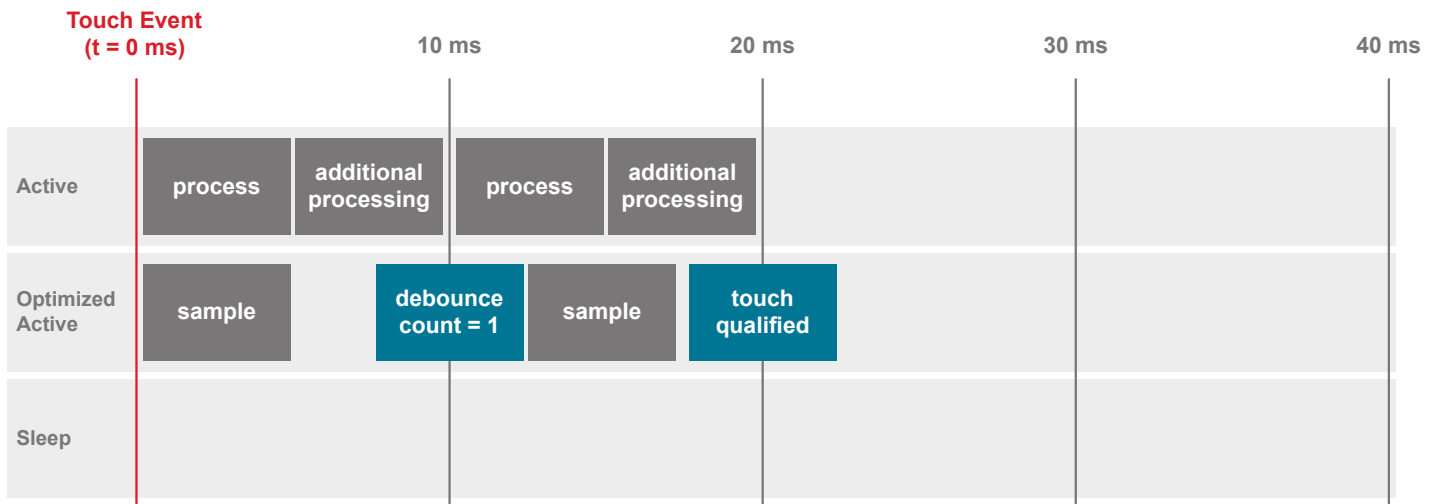 Touch Event
(t = 0 ms)
10 ms
20 ms
30 ms
40 ms
Active
process
additional
processing
process
additional
processing
Optimized
Active
sample
debounce
count = 1
sample
touch
qualified
Sleep